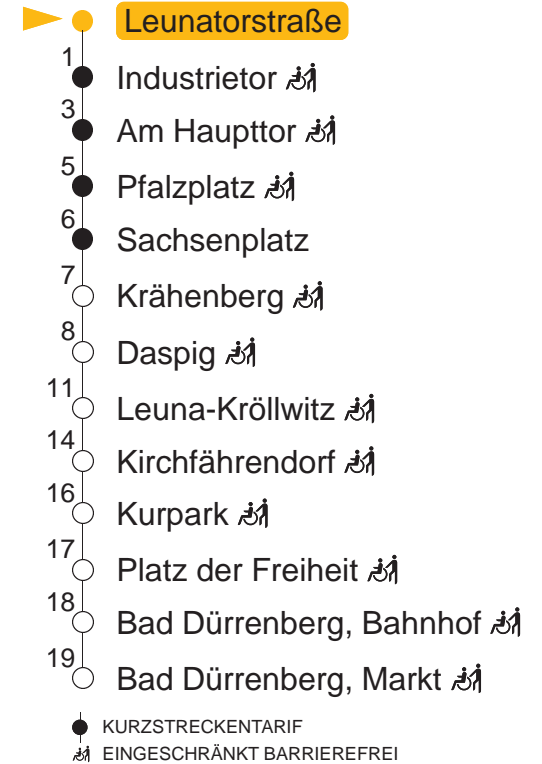 Leunatorstraße
1
Industrietor
3
Am Haupttor
5
Pfalzplatz
6
Sachsenplatz
7
Krähenberg
8
Daspig
11
Leuna-Kröllwitz
14
Kirchfährendorf
16
Kurpark
17
Platz der Freiheit
18
Bad Dürrenberg, Bahnhof
19
Bad Dürrenberg, Markt
KURZSTRECKENTARIF
EINGESCHRÄNKT BARRIEREFREI